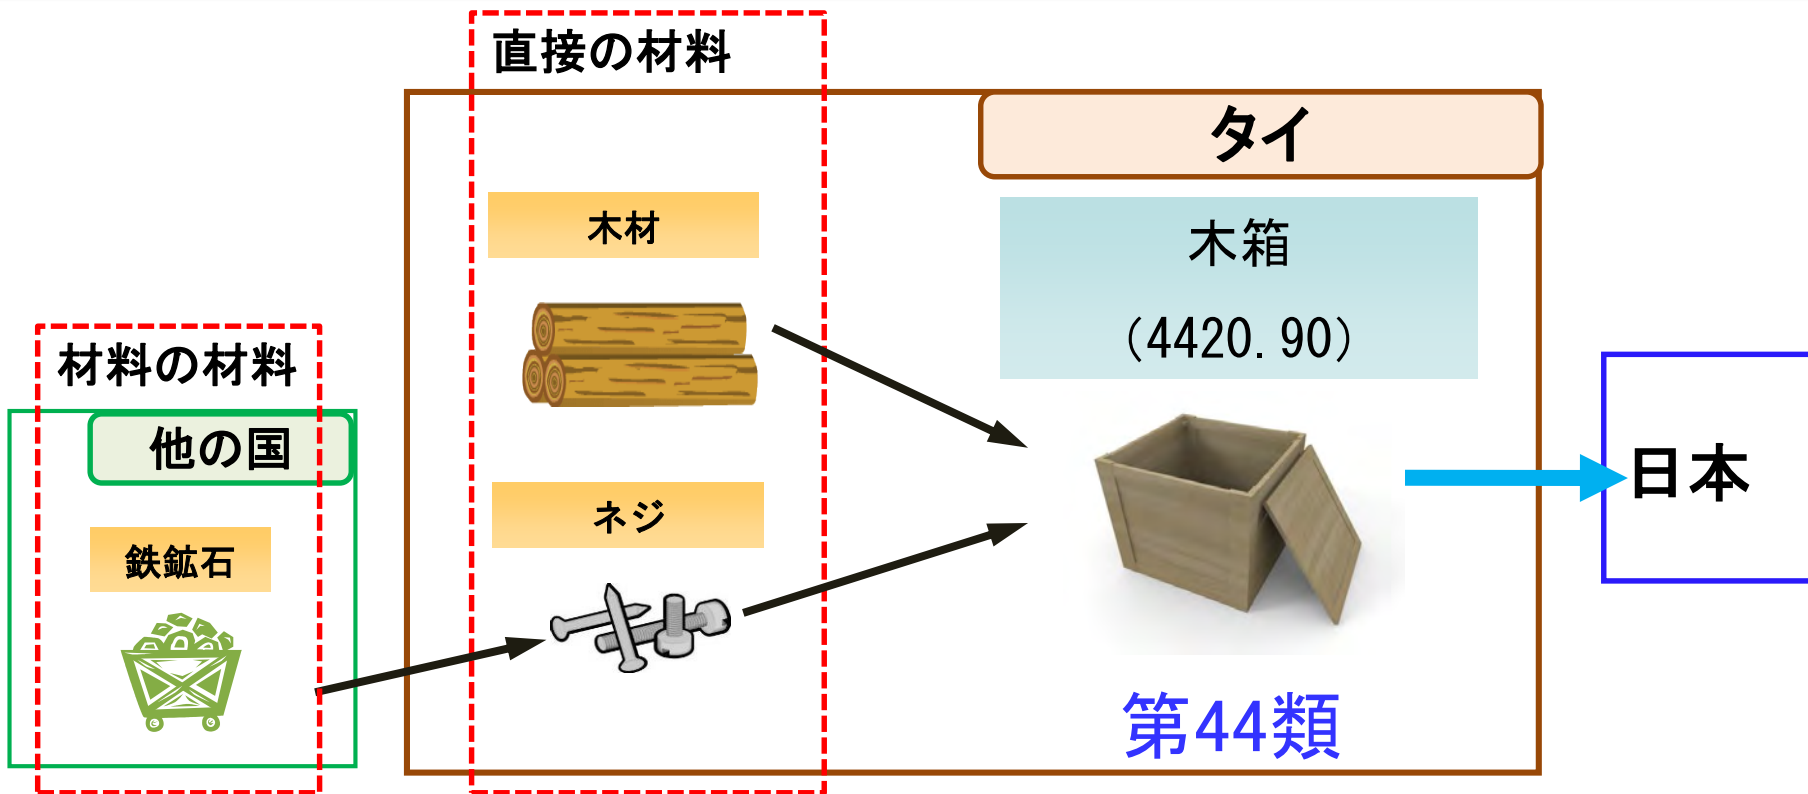 直接の材料
タイ
木材
木箱
(4420.90)
材料の材料
他の国
日本
ネジ
鉄鉱石
第44類